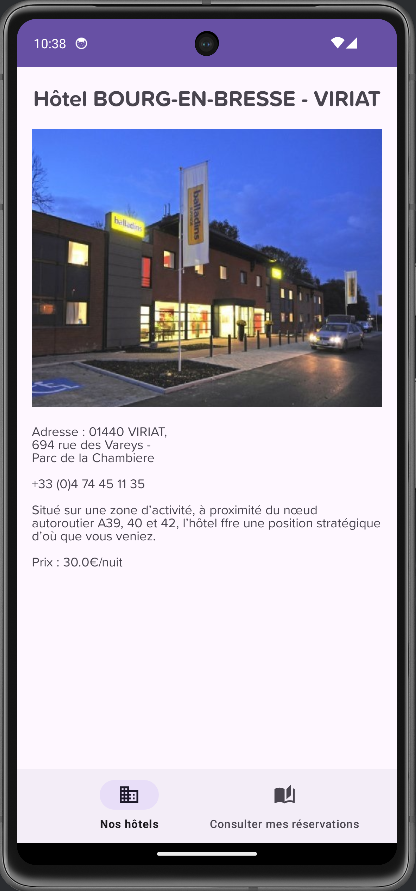 10:38
Hôtel BOURG-EN-BRESSE - VIRIAT
balladins
balladins
Adresse : 01440 VIRIAT,
694 rue des Vareys -
Parc de la Chambiere
+33 (0)4 74 45 11 35
Situé sur une zone d'activité, à proximité du nœud
autoroutier A39, 40 et 42, l'hôtel ffre une position stratégique
d'où que vous veniez.
Prix : 30.0€/nuit
Nos hôtels
Consulter mes réservations